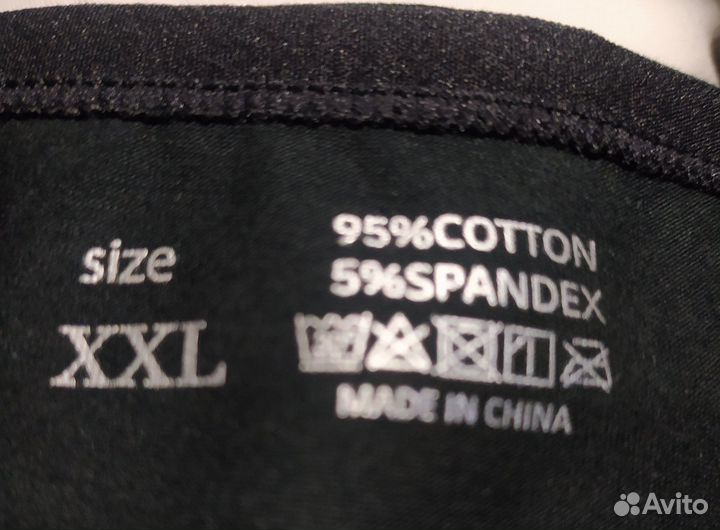 size
XXL
95%COTTON
5%SPANDEX
MADE IN CHINA
Avito